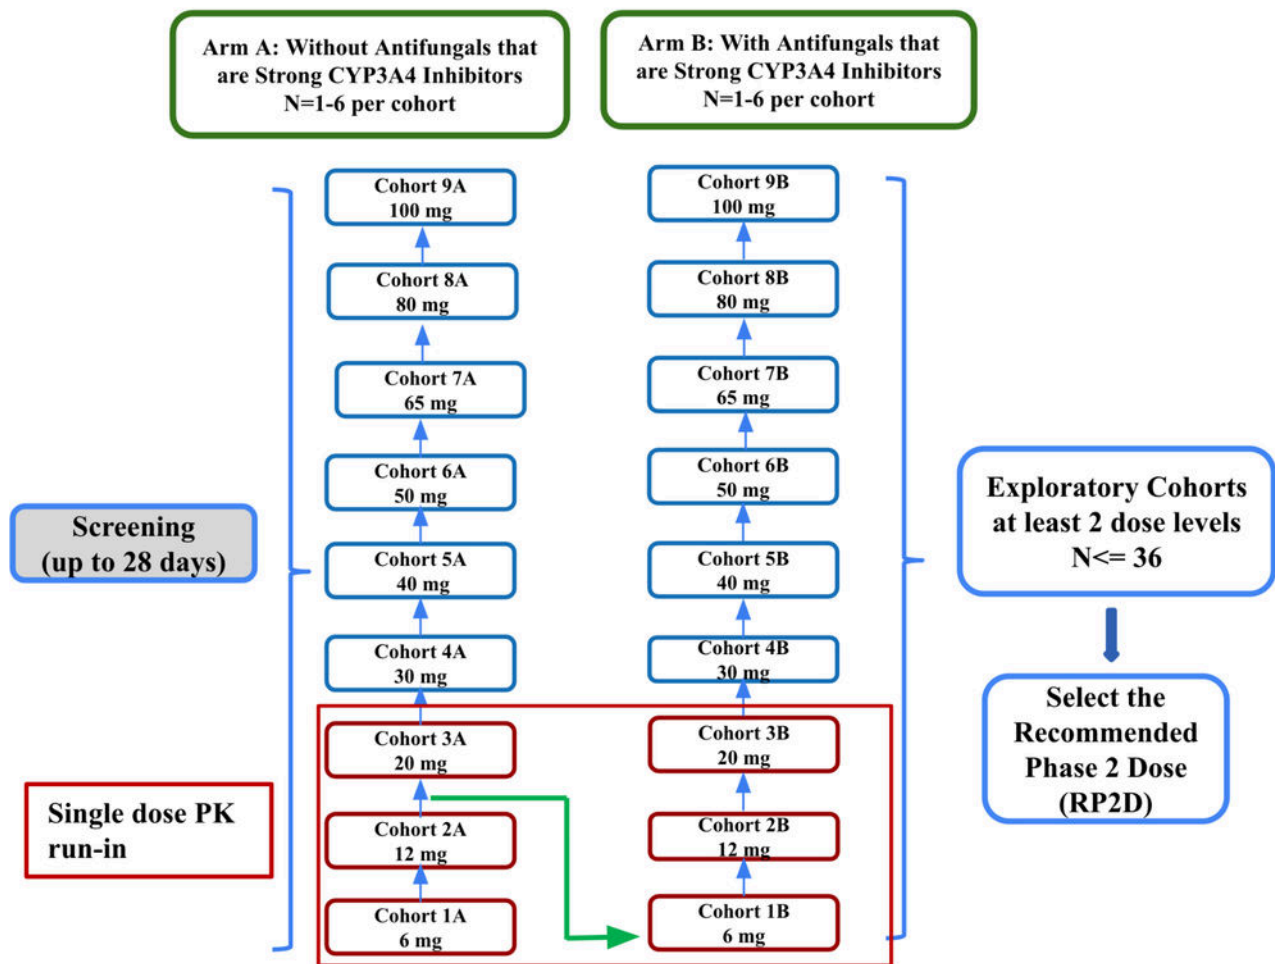 Arm A: Without Antifungals that
are Strong CYP3A4 Inhibitors
N=1-6 per cohort
Arm B: With Antifungals that
are Strong CYP3A4 Inhibitors
N=1-6 per cohort
Cohort 9A
100 mg
Cohort 8A
80 mg
Cohort 7A
65 mg
Cohort 6A
50 mg
Cohort 5A
40 mg
Cohort 4A
30 mg
Cohort 3A
20 mg
Cohort 2A
12 mg
Cohort 1A
6 mg
Cohort 9B
100 mg
Cohort 8B
80 mg
Cohort 7B
65 mg
Cohort 6B
50 mg
Cohort 5B
40 mg
Cohort 4B
30 mg
Cohort 3B
20 mg
Cohort 2B
12 mg
Cohort 1B
6 mg
Screening
(up to 28 days)
Single dose PK
run-in
Exploratory Cohorts
at least 2 dose levels
N<= 36
Select the
Recommended
Phase 2 Dose
(RP2D)